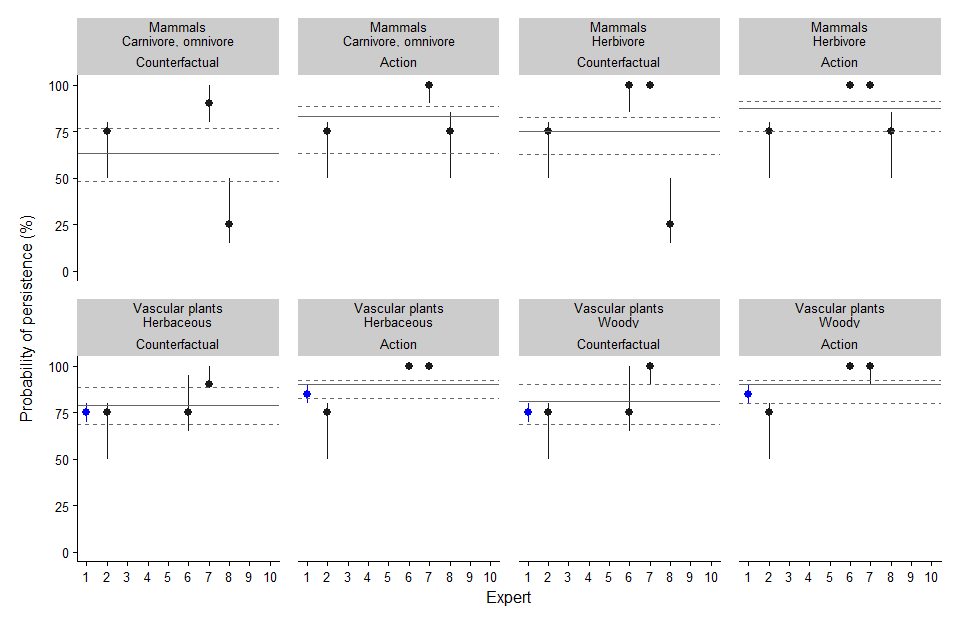 Mammals
Carnivore, omnivore
Counterfactual
Mammals
Carnivore, omnivore
Action
Mammals
Herbivore
Counterfactual
Mammals
Herbivore
Action
100
75
50
25
0
Vascular plants
Herbaceous
Counterfactual
Vascular plants
Herbaceous
Action
Vascular plants
Woody
Counterfactual
Vascular plants
Woody
Action
100
75
50
25
0
1 2 3 4 5 6 7 8 9 10
1 2 3 4 5 6 7 8 9 10
1 2 3 4 5 6 7 8 9 10
1 2 3 4 5 6 7 8 9 10
Expert
Probability of persistence (%)